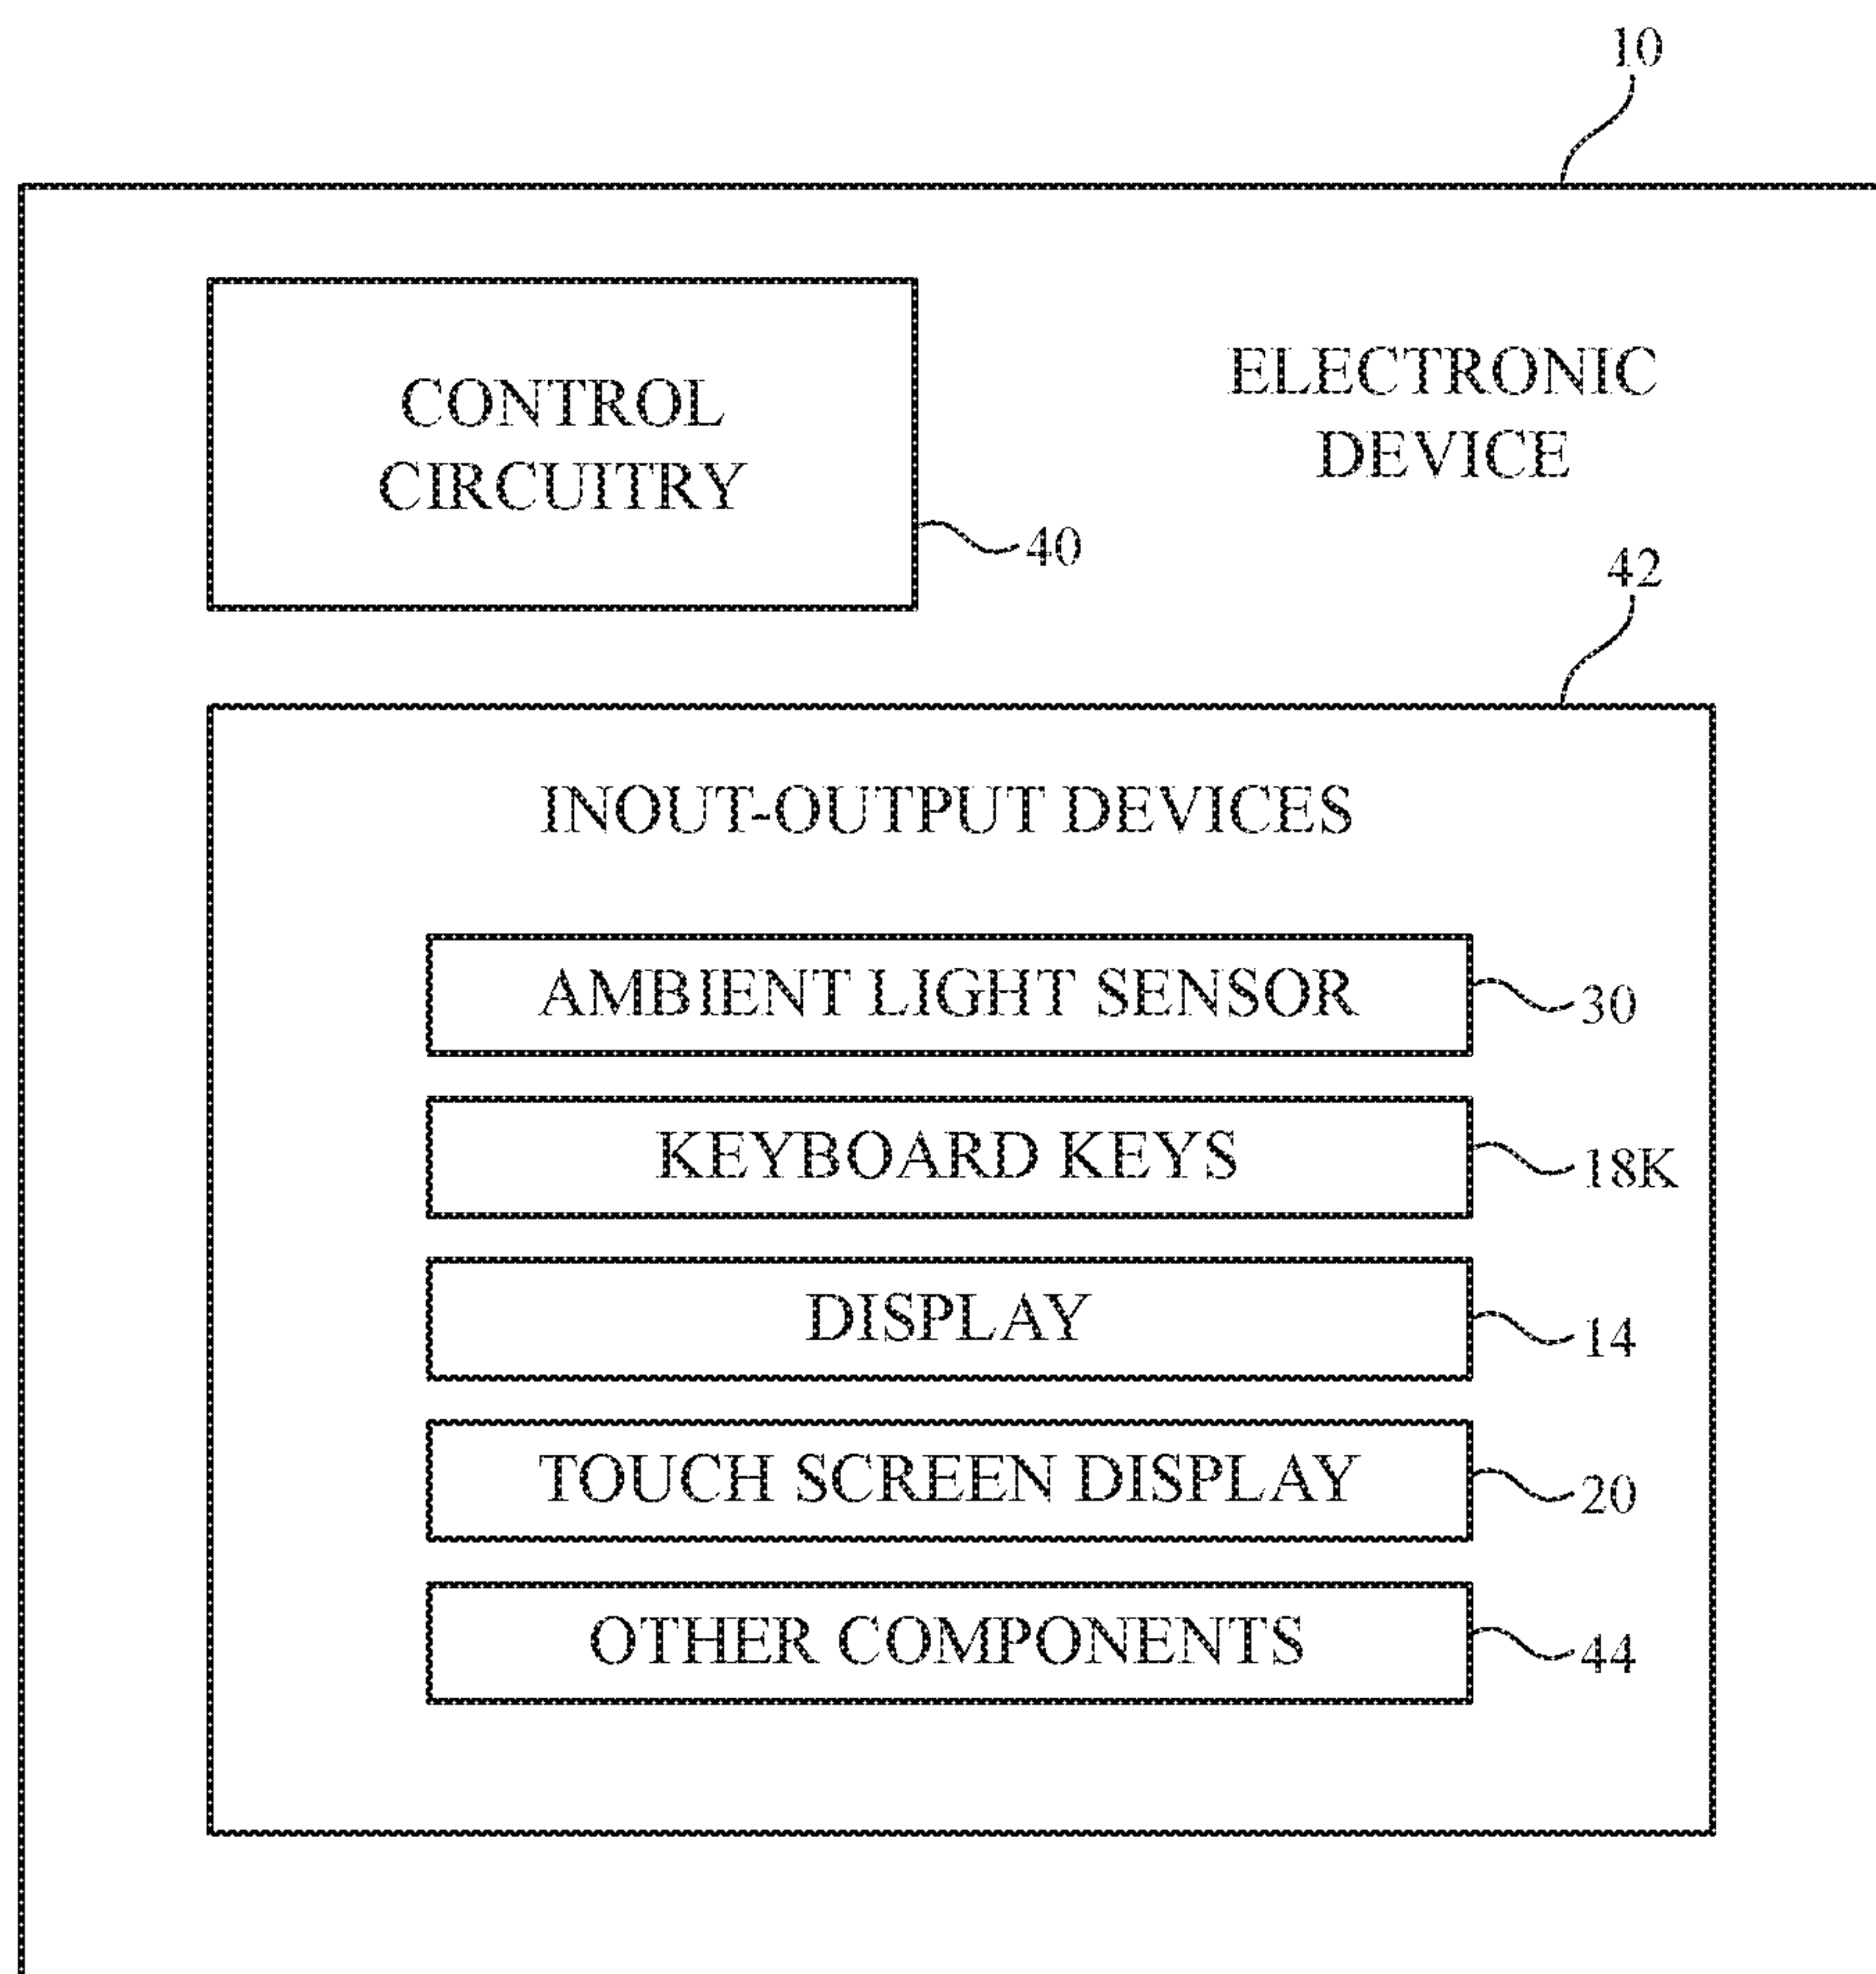 10
CONTROL
CIRCUITRY
40
ELECTRONIC
DEVICE
42
INOUT-OUTPUT DEVICES
AMBIENT LIGHT SENSOR
30
KEYBOARD KEYS
18K
DISPLAY
14
TOUCH SCREEN DISPLAY
20
OTHER COMPONENTS
44